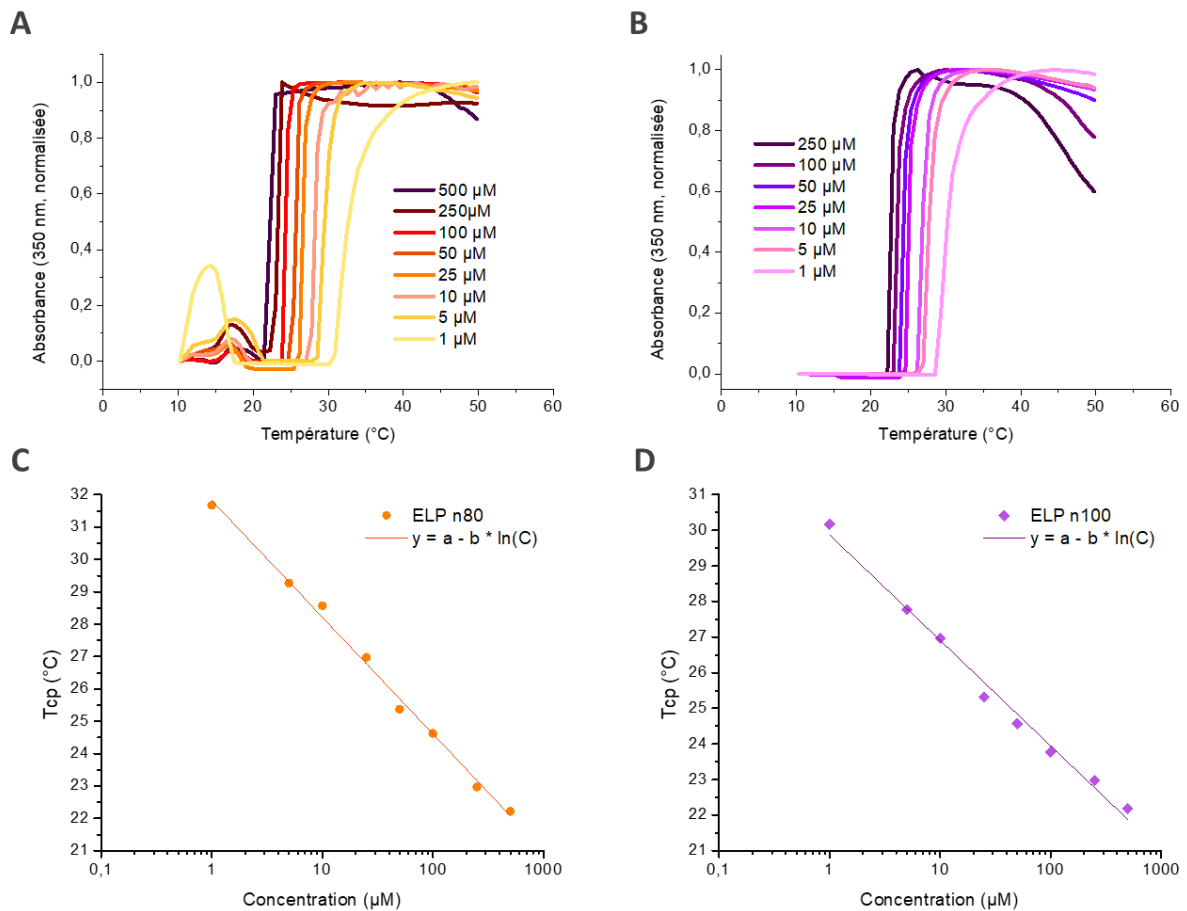 A
Absorbance (350 nm, normalisée)
1,0
0,8
0,6
0,4
0,2
0,0
500 µM
250µM
100 µM
50 µM
25 µM
10 µM
5 µM
1 µM
0 10 20 30 40 50 60
Température (°C)
B
Absorbance (350 nm, normalisée)
1,0
0,8
0,6
0,4
0,2
0,0
250 µM
100 µM
50 µM
25 µM
10 µM
5 µM
1 µM
0 10 20 30 40 50 60
Température (°C)
C
Tcp (°C)
32
31
30
29
28
27
26
25
24
23
22
21
ELP n80
y = a - b * ln(C)
0,1 1 10 100 1000
Concentration (µM)
D
Tcp (°C)
31
30
29
28
27
26
25
24
23
22
21
ELP n100
y = a - b * ln(C)
0,1 1 10 100 1000
Concentration (µM)